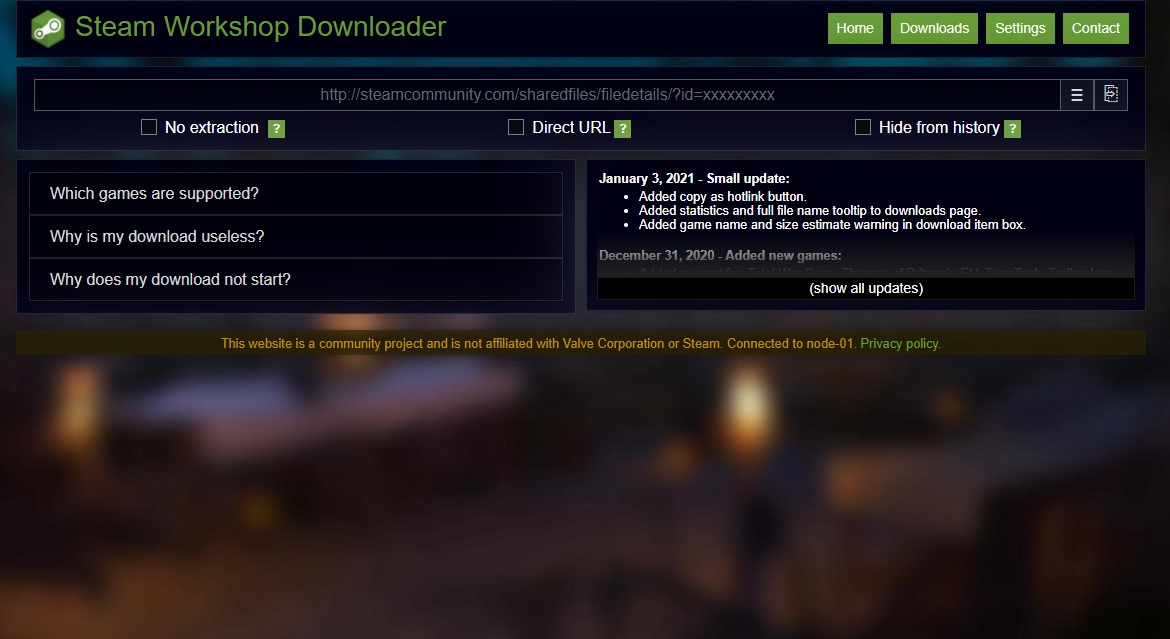 Steam Workshop Downloader
Home
Downloads
Settings
Contact
http://steamcommunity.com/sharedfiles/filedetails/?id=xxxxxxxxx
No extraction ?
Direct URL ?
Hide from history ?
Which games are supported?
Why is my download useless?
Why does my download not start?
January 3, 2021 - Small update:
• Added copy as hotlink button.
• Added statistics and full file name tooltip to downloads page.
• Added game name and size estimate warning in download item box.
December 31, 2020 - Added new games:
(show all updates)
This website is a community project and is not affiliated with Valve Corporation or Steam. Connected to node-01. Privacy policy.